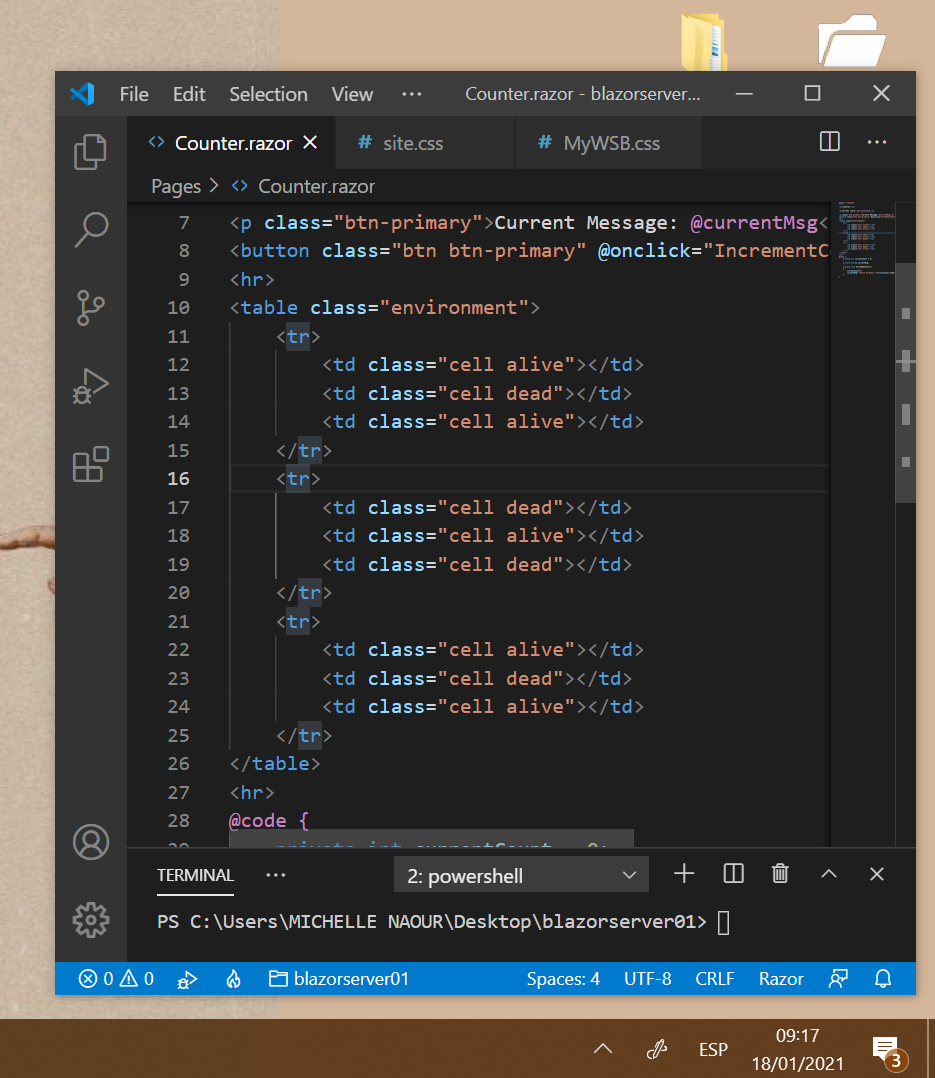 File Edit Selection View ··· Counter.razor - blazorserver...
Counter.razor # site.css # MyWSB.css
Pages > Counter.razor
7 <p class="btn-primary">Current Message: @currentMsg<
8 <button class="btn btn-primary" @onclick="IncrementC
9 <hr>
10 <table class="environment">
11 <tr>
12 <td class="cell alive"></td>
13 <td class="cell dead"></td>
14 <td class="cell alive"></td>
15 </tr>
16 <tr>
17 <td class="cell dead"></td>
18 <td class="cell alive"></td>
19 <td class="cell dead"></td>
20 </tr>
21 <tr>
22 <td class="cell alive"></td>
23 <td class="cell dead"></td>
24 <td class="cell alive"></td>
25 </tr>
26 </table>
27 <hr>
28 @code {
29 private int currentCount = 0;
TERMINAL ··· 2: powershell
PS C:\Users\MICHELLE NAOUR\Desktop\blazorserver01>
0 0 blazorserver01 Spaces: 4 UTF-8 CRLF Razor
ESP 09:17
18/01/2021 3